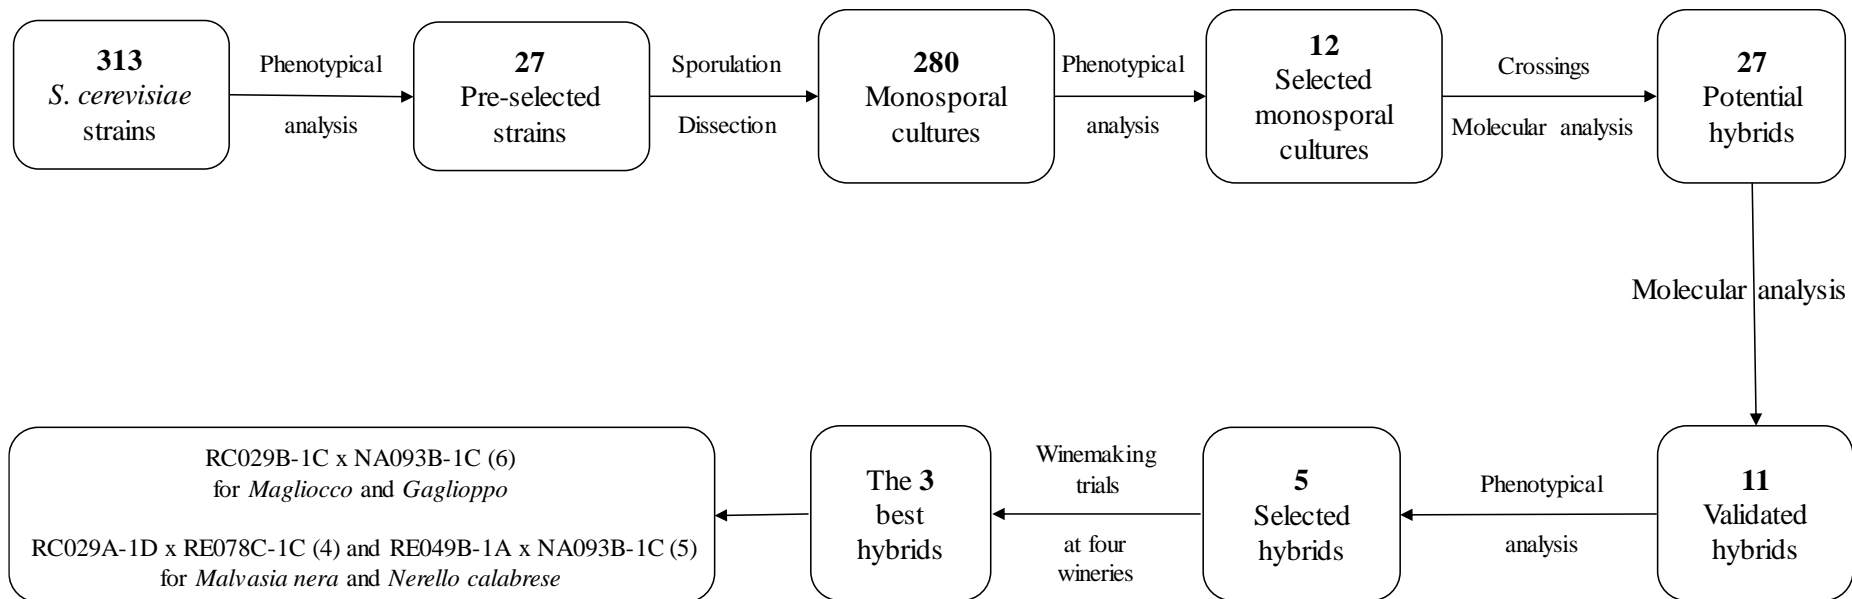 313
S. cerevisiae
strains
Phenotypical
analysis
27
Pre-selected
strains
Sporulation
Dissection
280
Monosporal
cultures
Phenotypical
analysis
12
Selected
monosporal
cultures
Crossings
Molecular analysis
27
Potential
hybrids
Molecular analysis
11
Validated
hybrids
Phenotypical
analysis
5
Selected
hybrids
Winemaking
trials
at four
wineries
The 3
best
hybrids
RC029B-1C x NA093B-1C (6)
for Magliocco and Gaglioppo
RC029A-1D x RE078C-1C (4) and RE049B-1A x NA093B-1C (5)
for Malvasia nera and Nerello calabrese